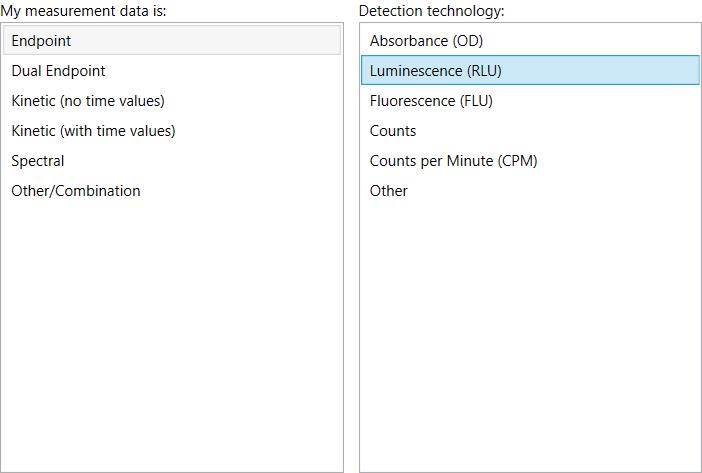 My measurement data is:
Endpoint
Dual Endpoint
Kinetic (no time values)
Kinetic (with time values)
Spectral
Other/Combination
Detection technology:
Absorbance (OD)
Luminescence (RLU)
Fluorescence (FLU)
Counts
Counts per Minute (CPM)
Other